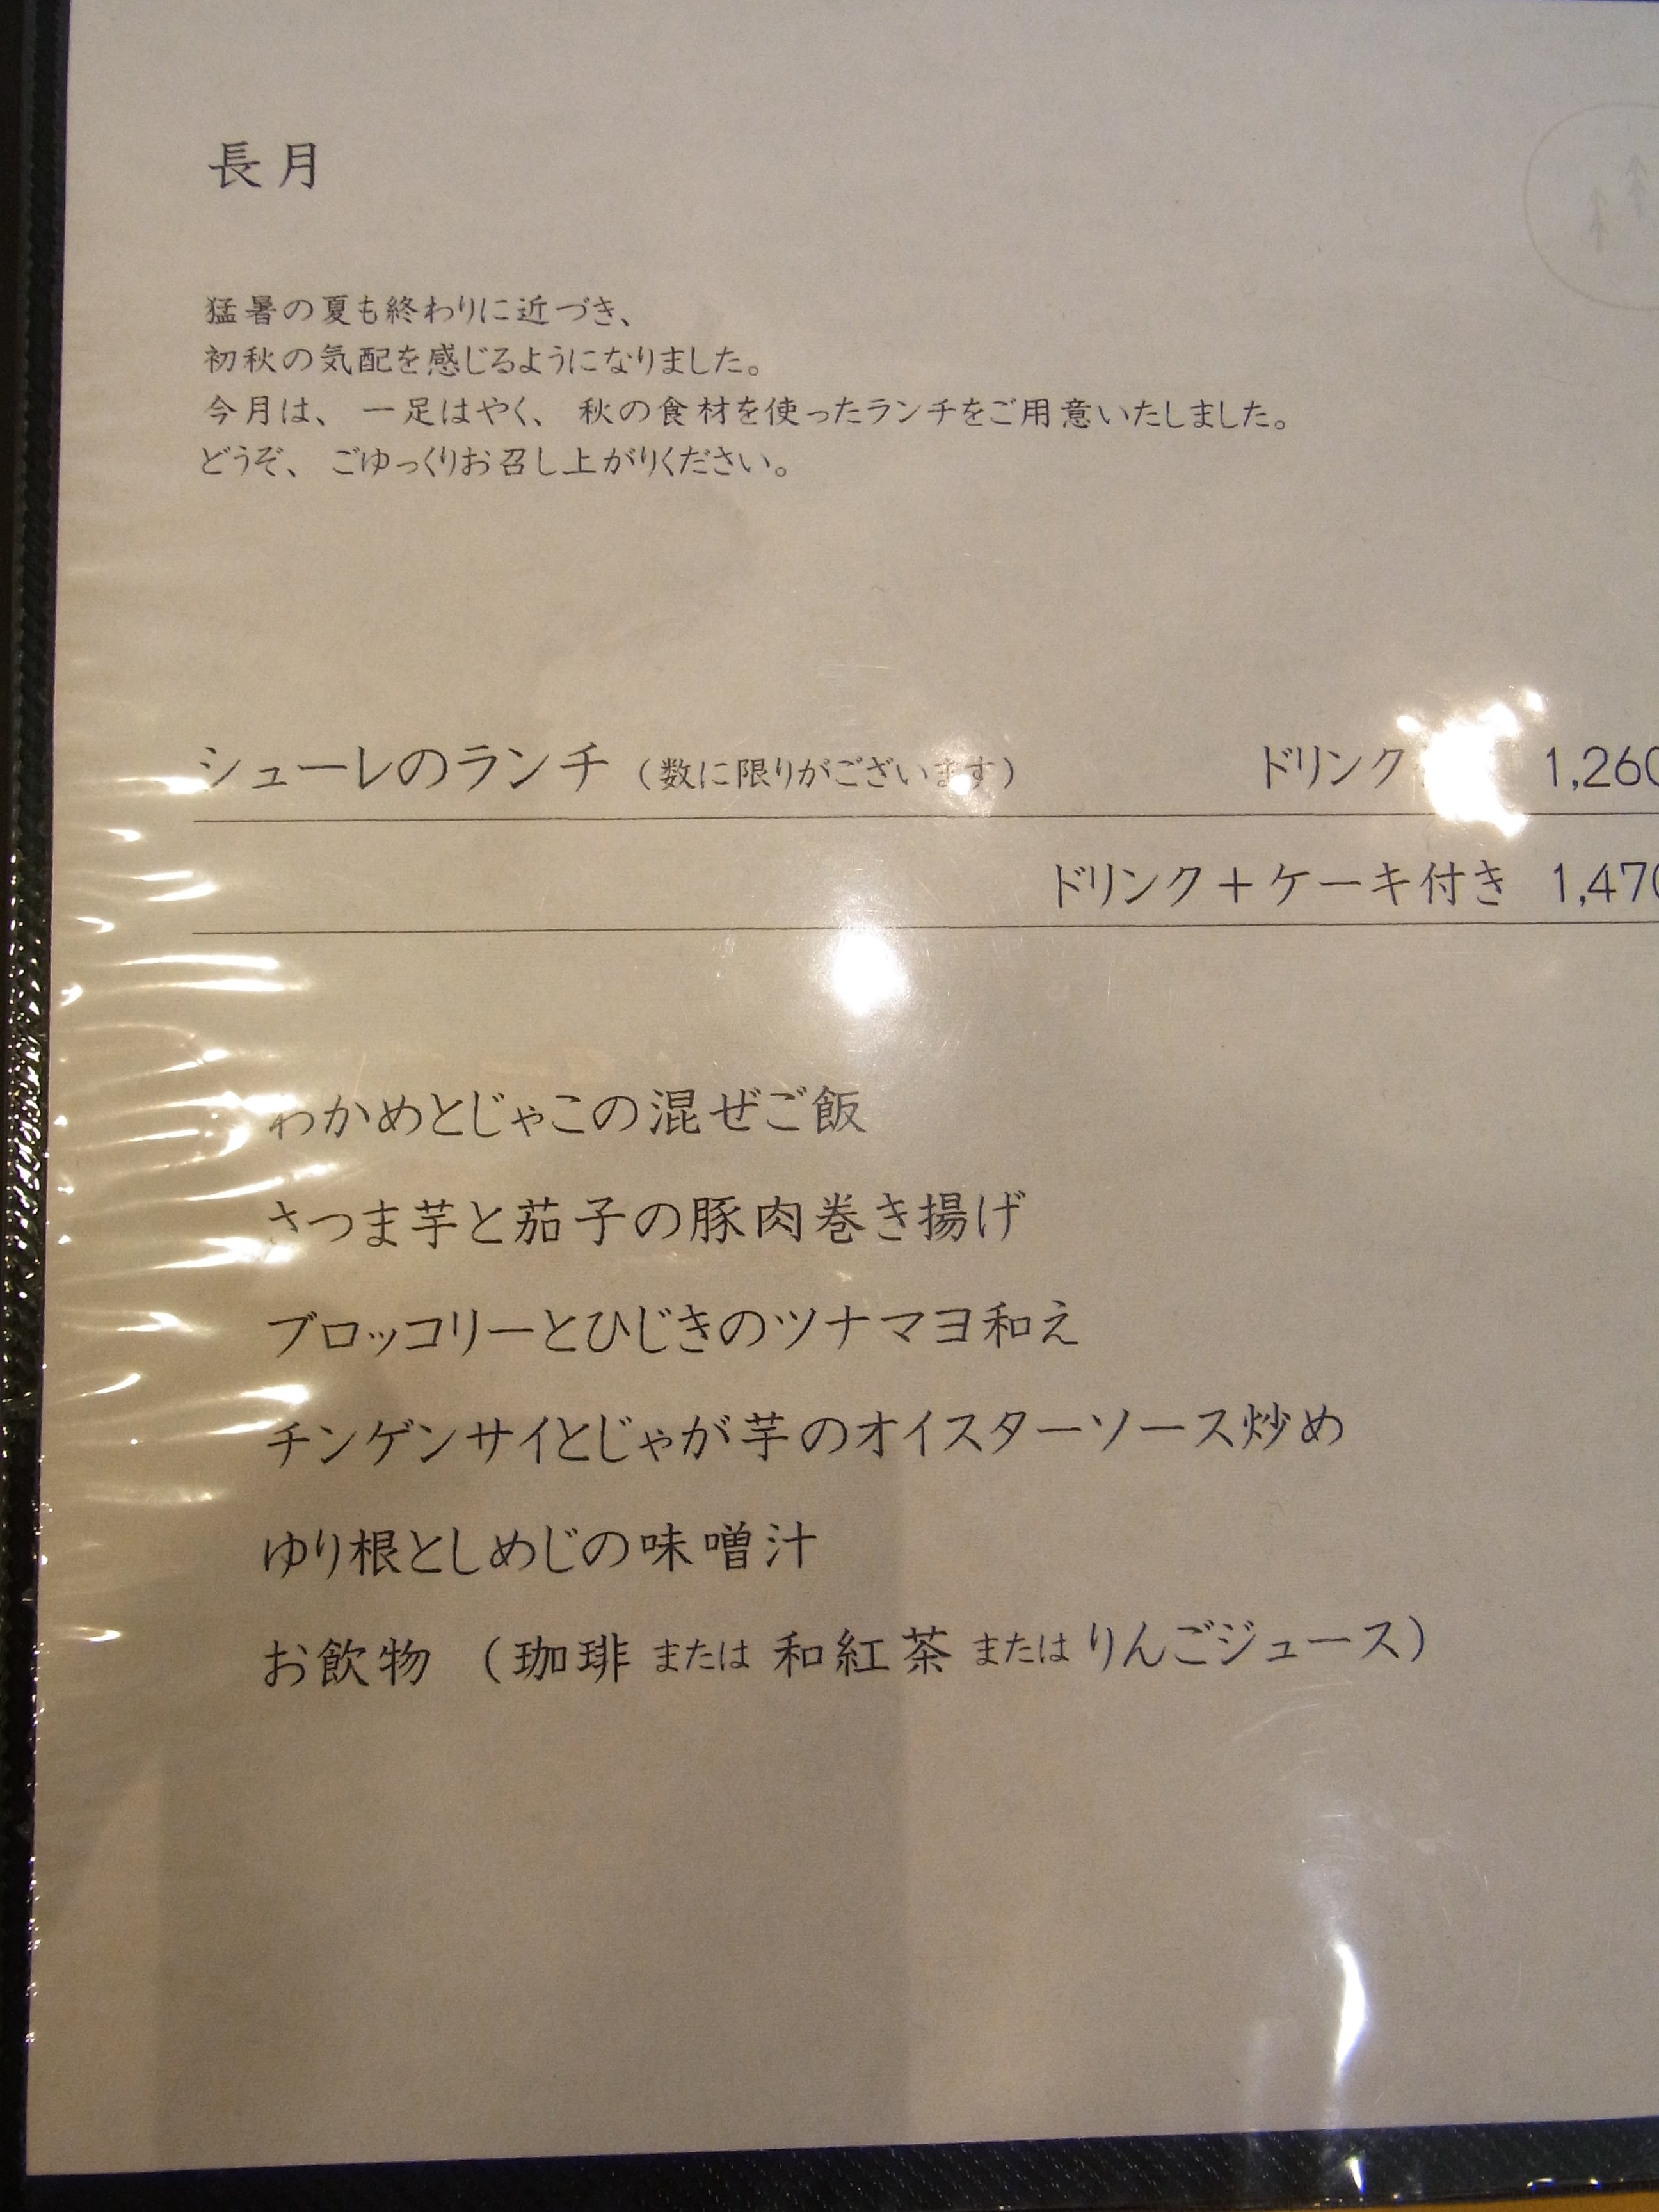 長月
猛暑の夏も終わりに近づき、
初秋の気配を感じるようになりました。
今月は、一足はやく、秋の食材を使ったランチをご用意いたしました。
どうぞ、ごゆっくりお召し上がりください。
シューレのランチ（数に限りがございます） ドリンク 1,260
ドリンク＋ケーキ付き 1,470
わかめとじゃこの混ぜご飯
さつま芋と茄子の豚肉巻き揚げ
ブロッコリーとひじきのツナマヨ和え
チンゲンサイとじゃが芋のオイスターソース炒め
ゆり根としめじの味噌汁
お飲物（珈琲または和紅茶またはりんごジュース）